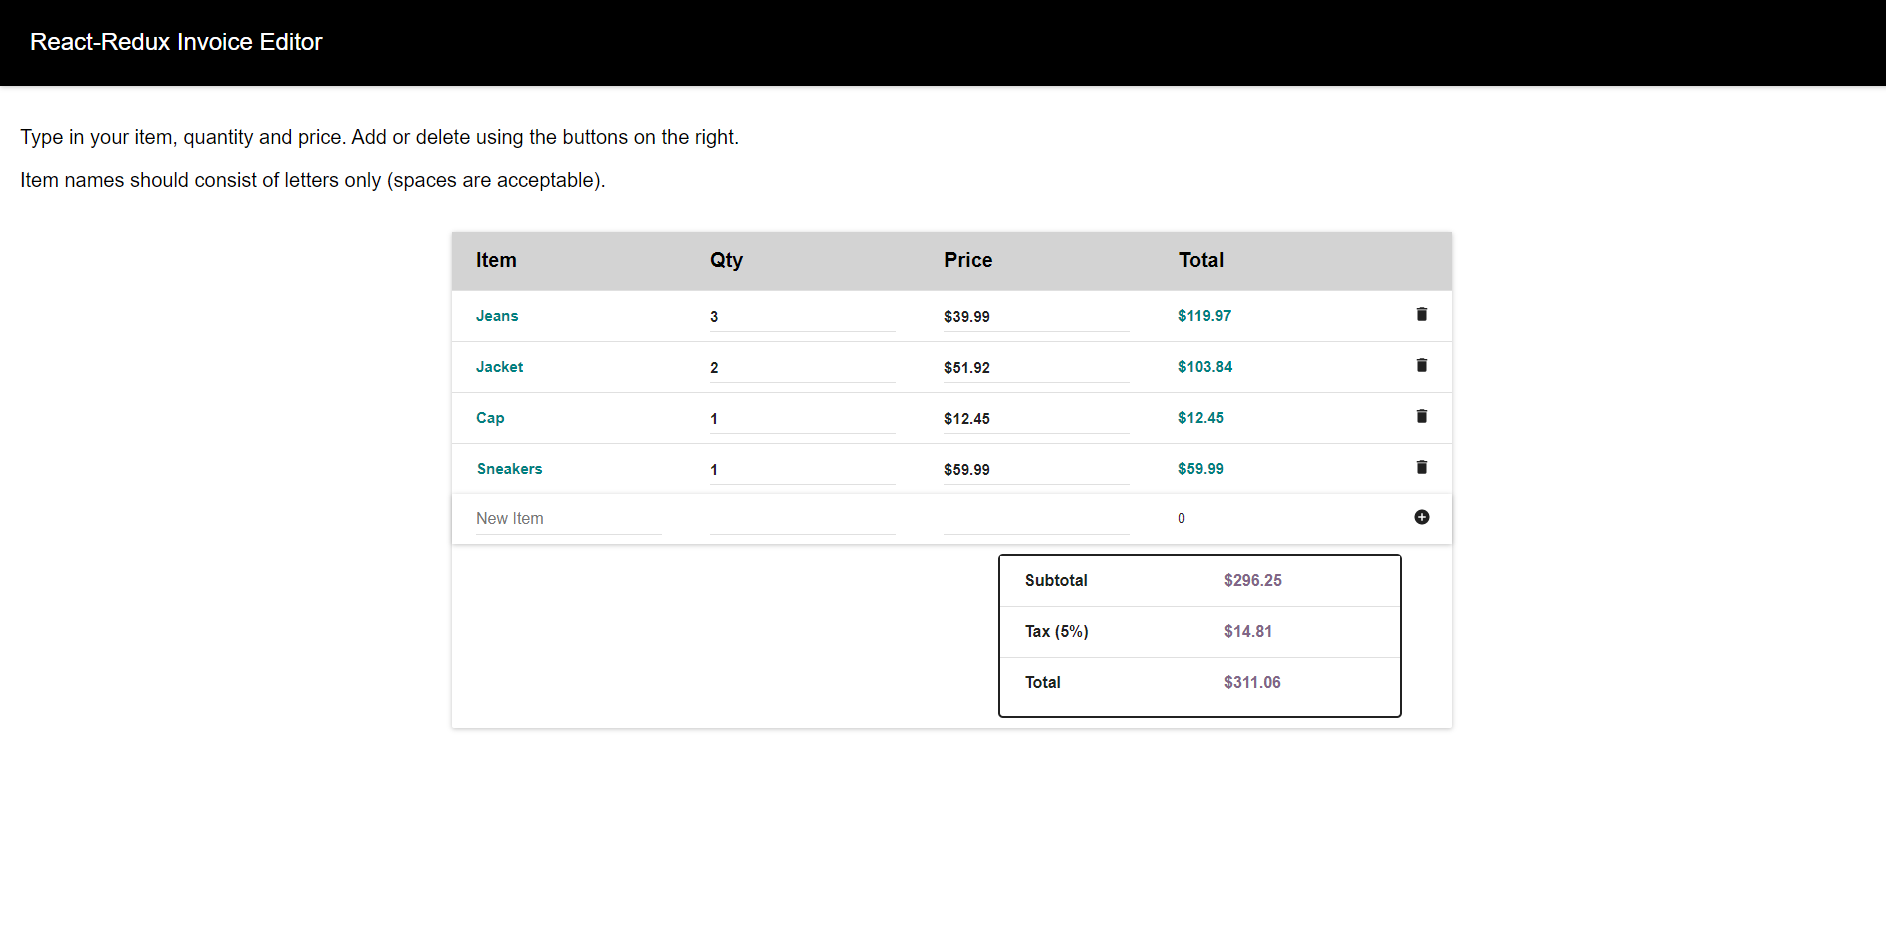 React-Redux Invoice Editor
Type in your item, quantity and price. Add or delete using the buttons on the right.
Item names should consist of letters only (spaces are acceptable).
Item Qty Price Total
Jeans 3 $39.99 $119.97
Jacket 2 $51.92 $103.84
Cap 1 $12.45 $12.45
Sneakers 1 $59.99 $59.99
New Item 0
Subtotal $296.25
Tax (5%) $14.81
Total $311.06